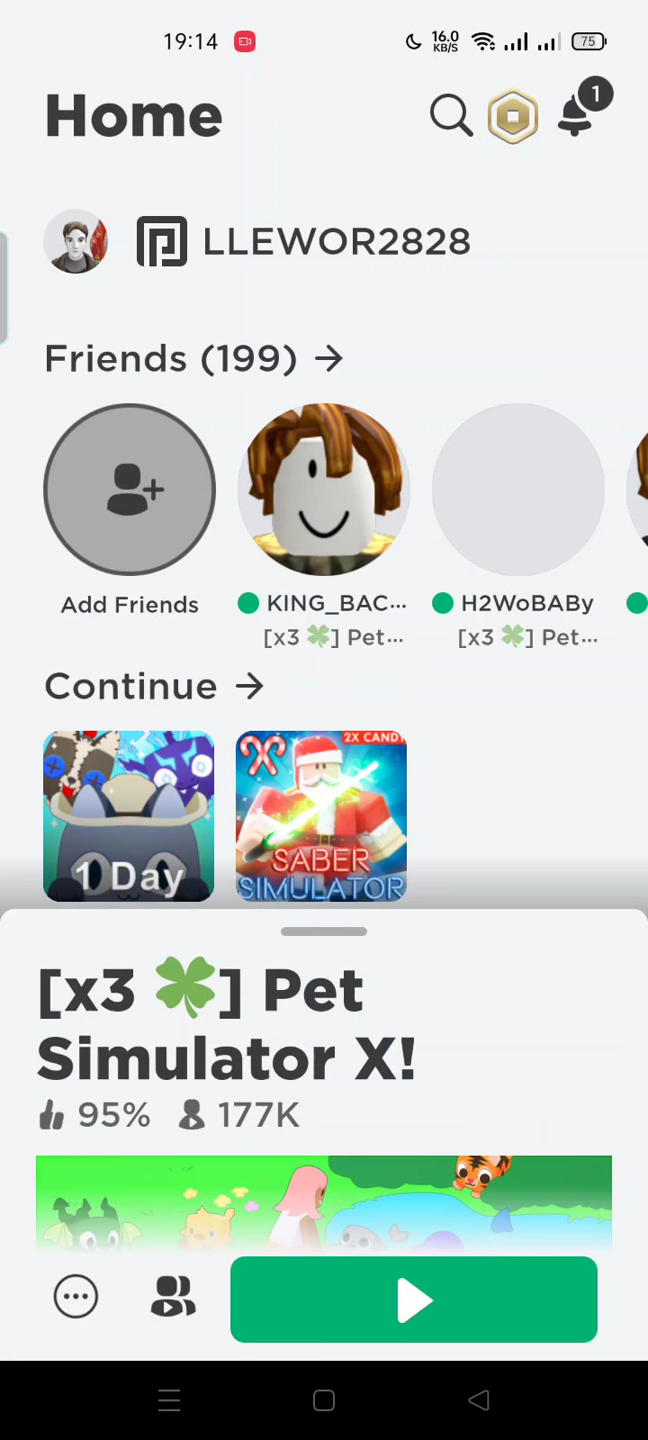 19:14
16.0
KB/S
75
Home
1
LLEWOR2828
Friends (199) →
Add Friends
KING_BAC...
H2WoBABy
[x3 🍀] Pet...
[x3 🍀] Pet...
Continue →
2X CANDY
1 Day
SABER
SIMULATOR
[x3 🍀] Pet
Simulator X!
95%
177K